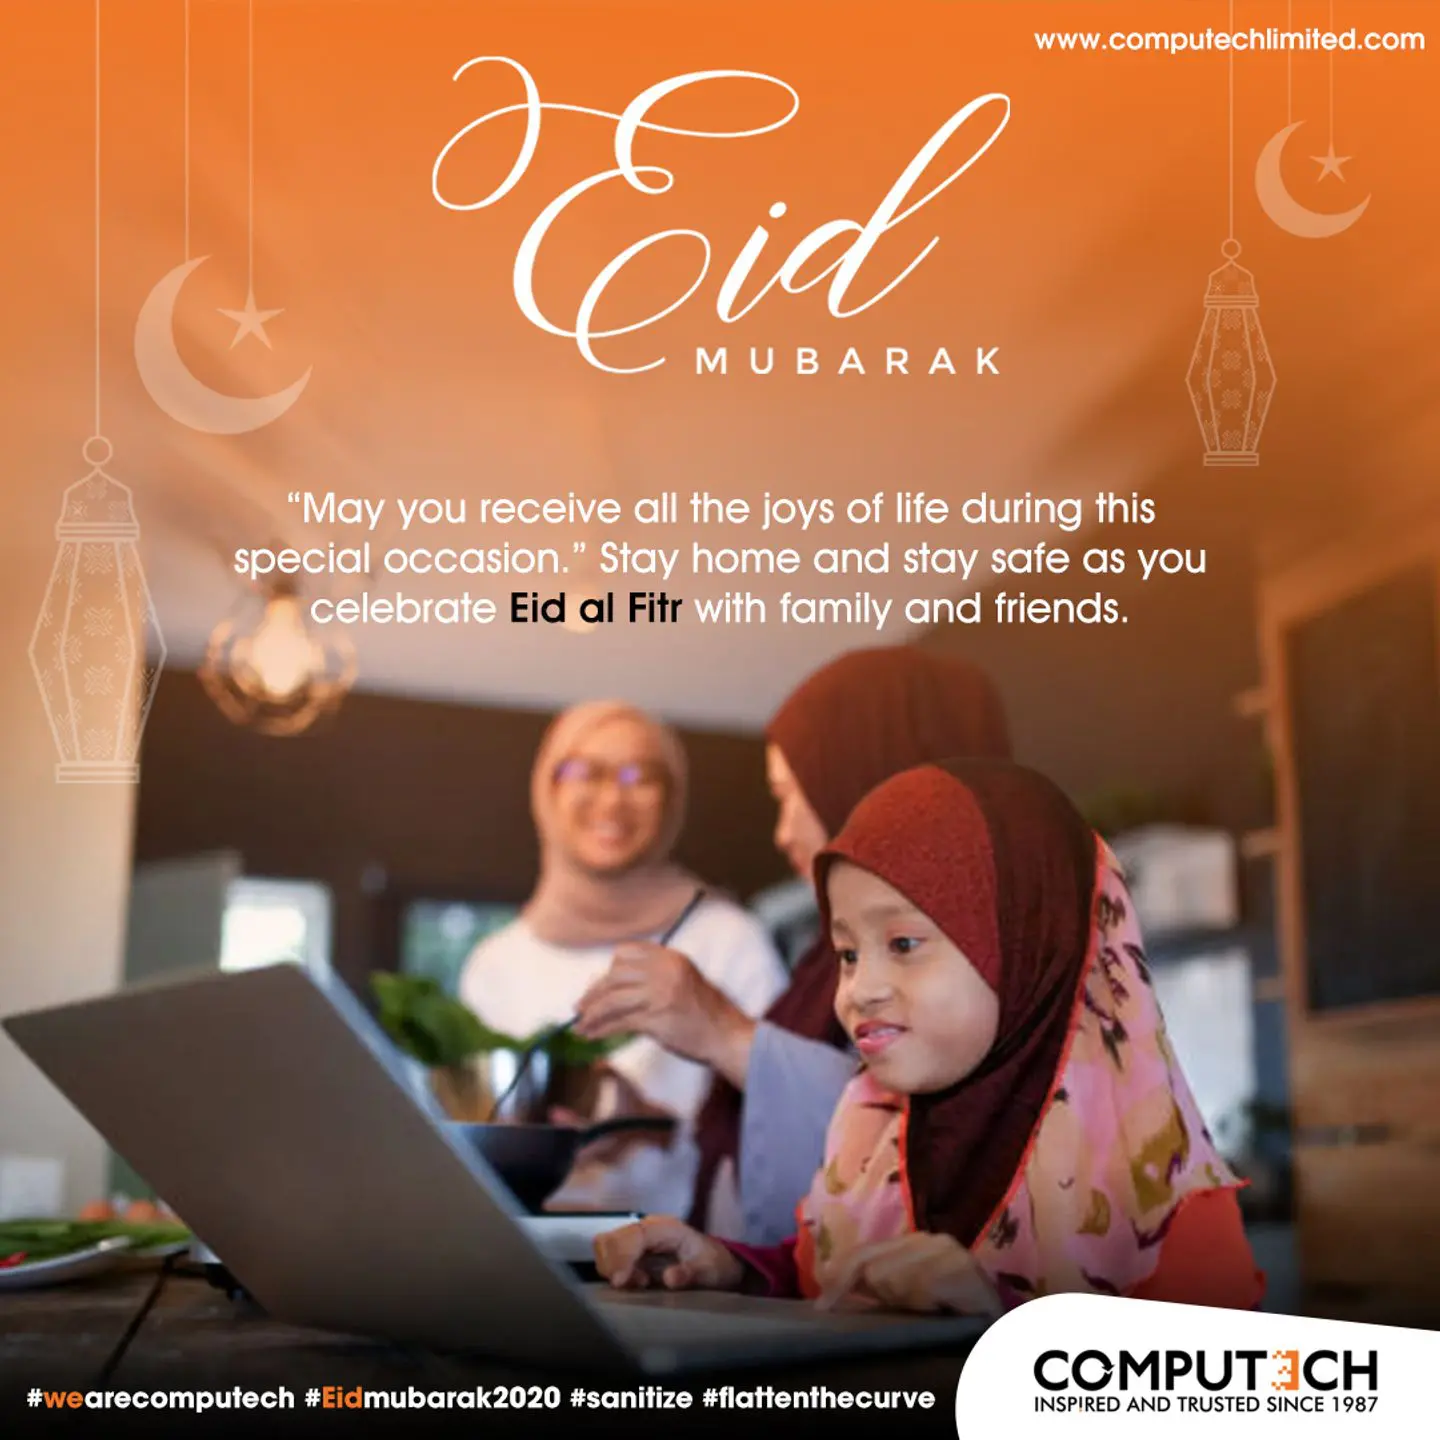 www.computechlimited.com
Eid
MUBARAK
“May you receive all the joys of life during this
special occasion.” Stay home and stay safe as you
celebrate Eid al Fitr with family and friends.
#wearecomputech #Eidmubarak2020 #sanitize #flattenthecurve
COMPUTECH
INSPIRED AND TRUSTED SINCE 1987